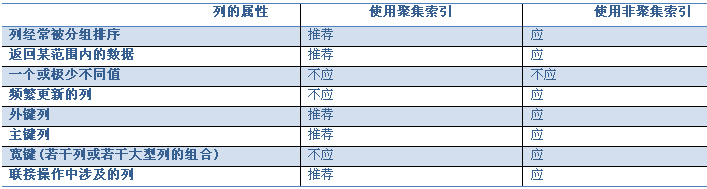 列的属性 使用聚集索引 使用非聚集索引
列经常被分组排序 推荐 应
返回某范围内的数据 推荐 应
一个或极少不同值 不应 不应
频繁更新的列 不应 应
外键列 推荐 应
主键列 推荐 应
宽键(若干列或若干大型列的组合) 不应 应
联接操作中涉及的列 推荐 应